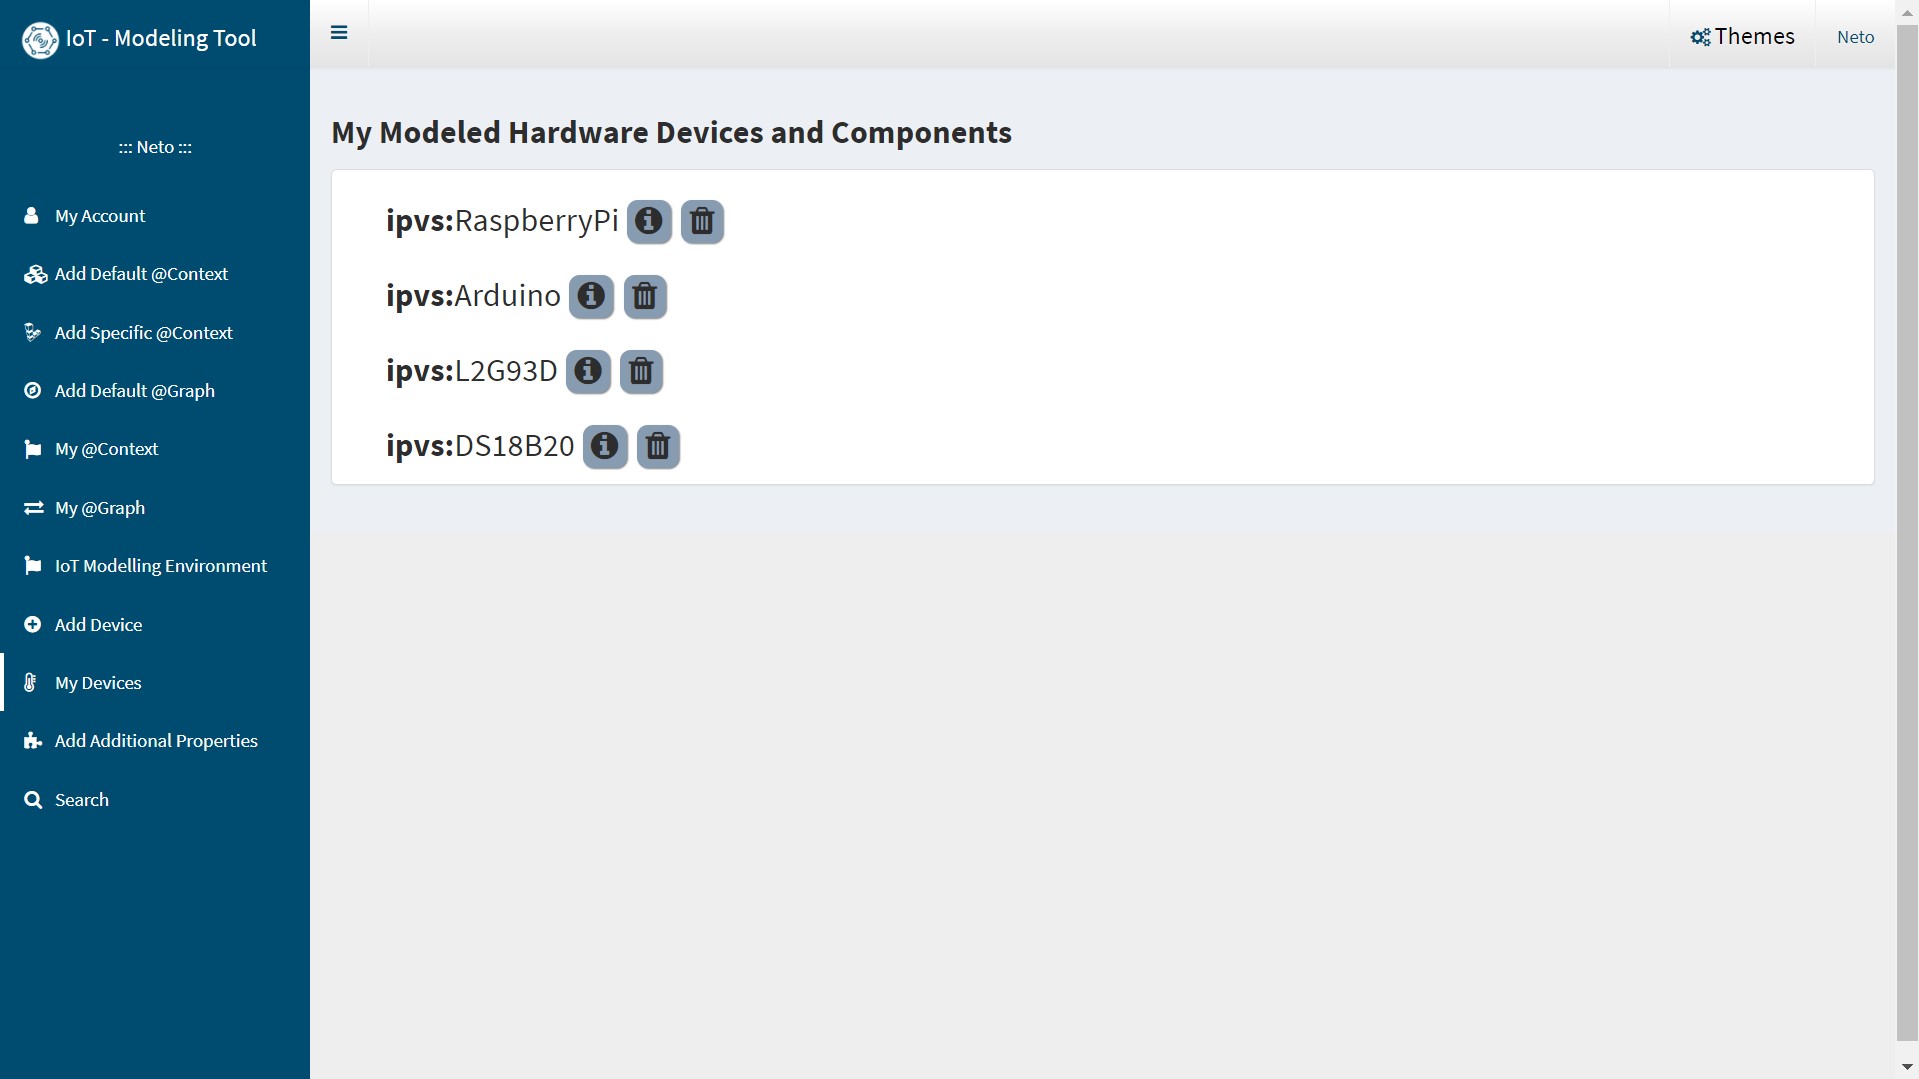 IoT - Modeling Tool
Themes
Neto
::: Neto :::
My Account
Add Default @Context
Add Specific @Context
Add Default @Graph
My @Context
My @Graph
IoT Modelling Environment
Add Device
My Devices
Add Additional Properties
Search
My Modeled Hardware Devices and Components
ipvs:RaspberryPi
ipvs:Arduino
ipvs:L2G93D
ipvs:DS18B20